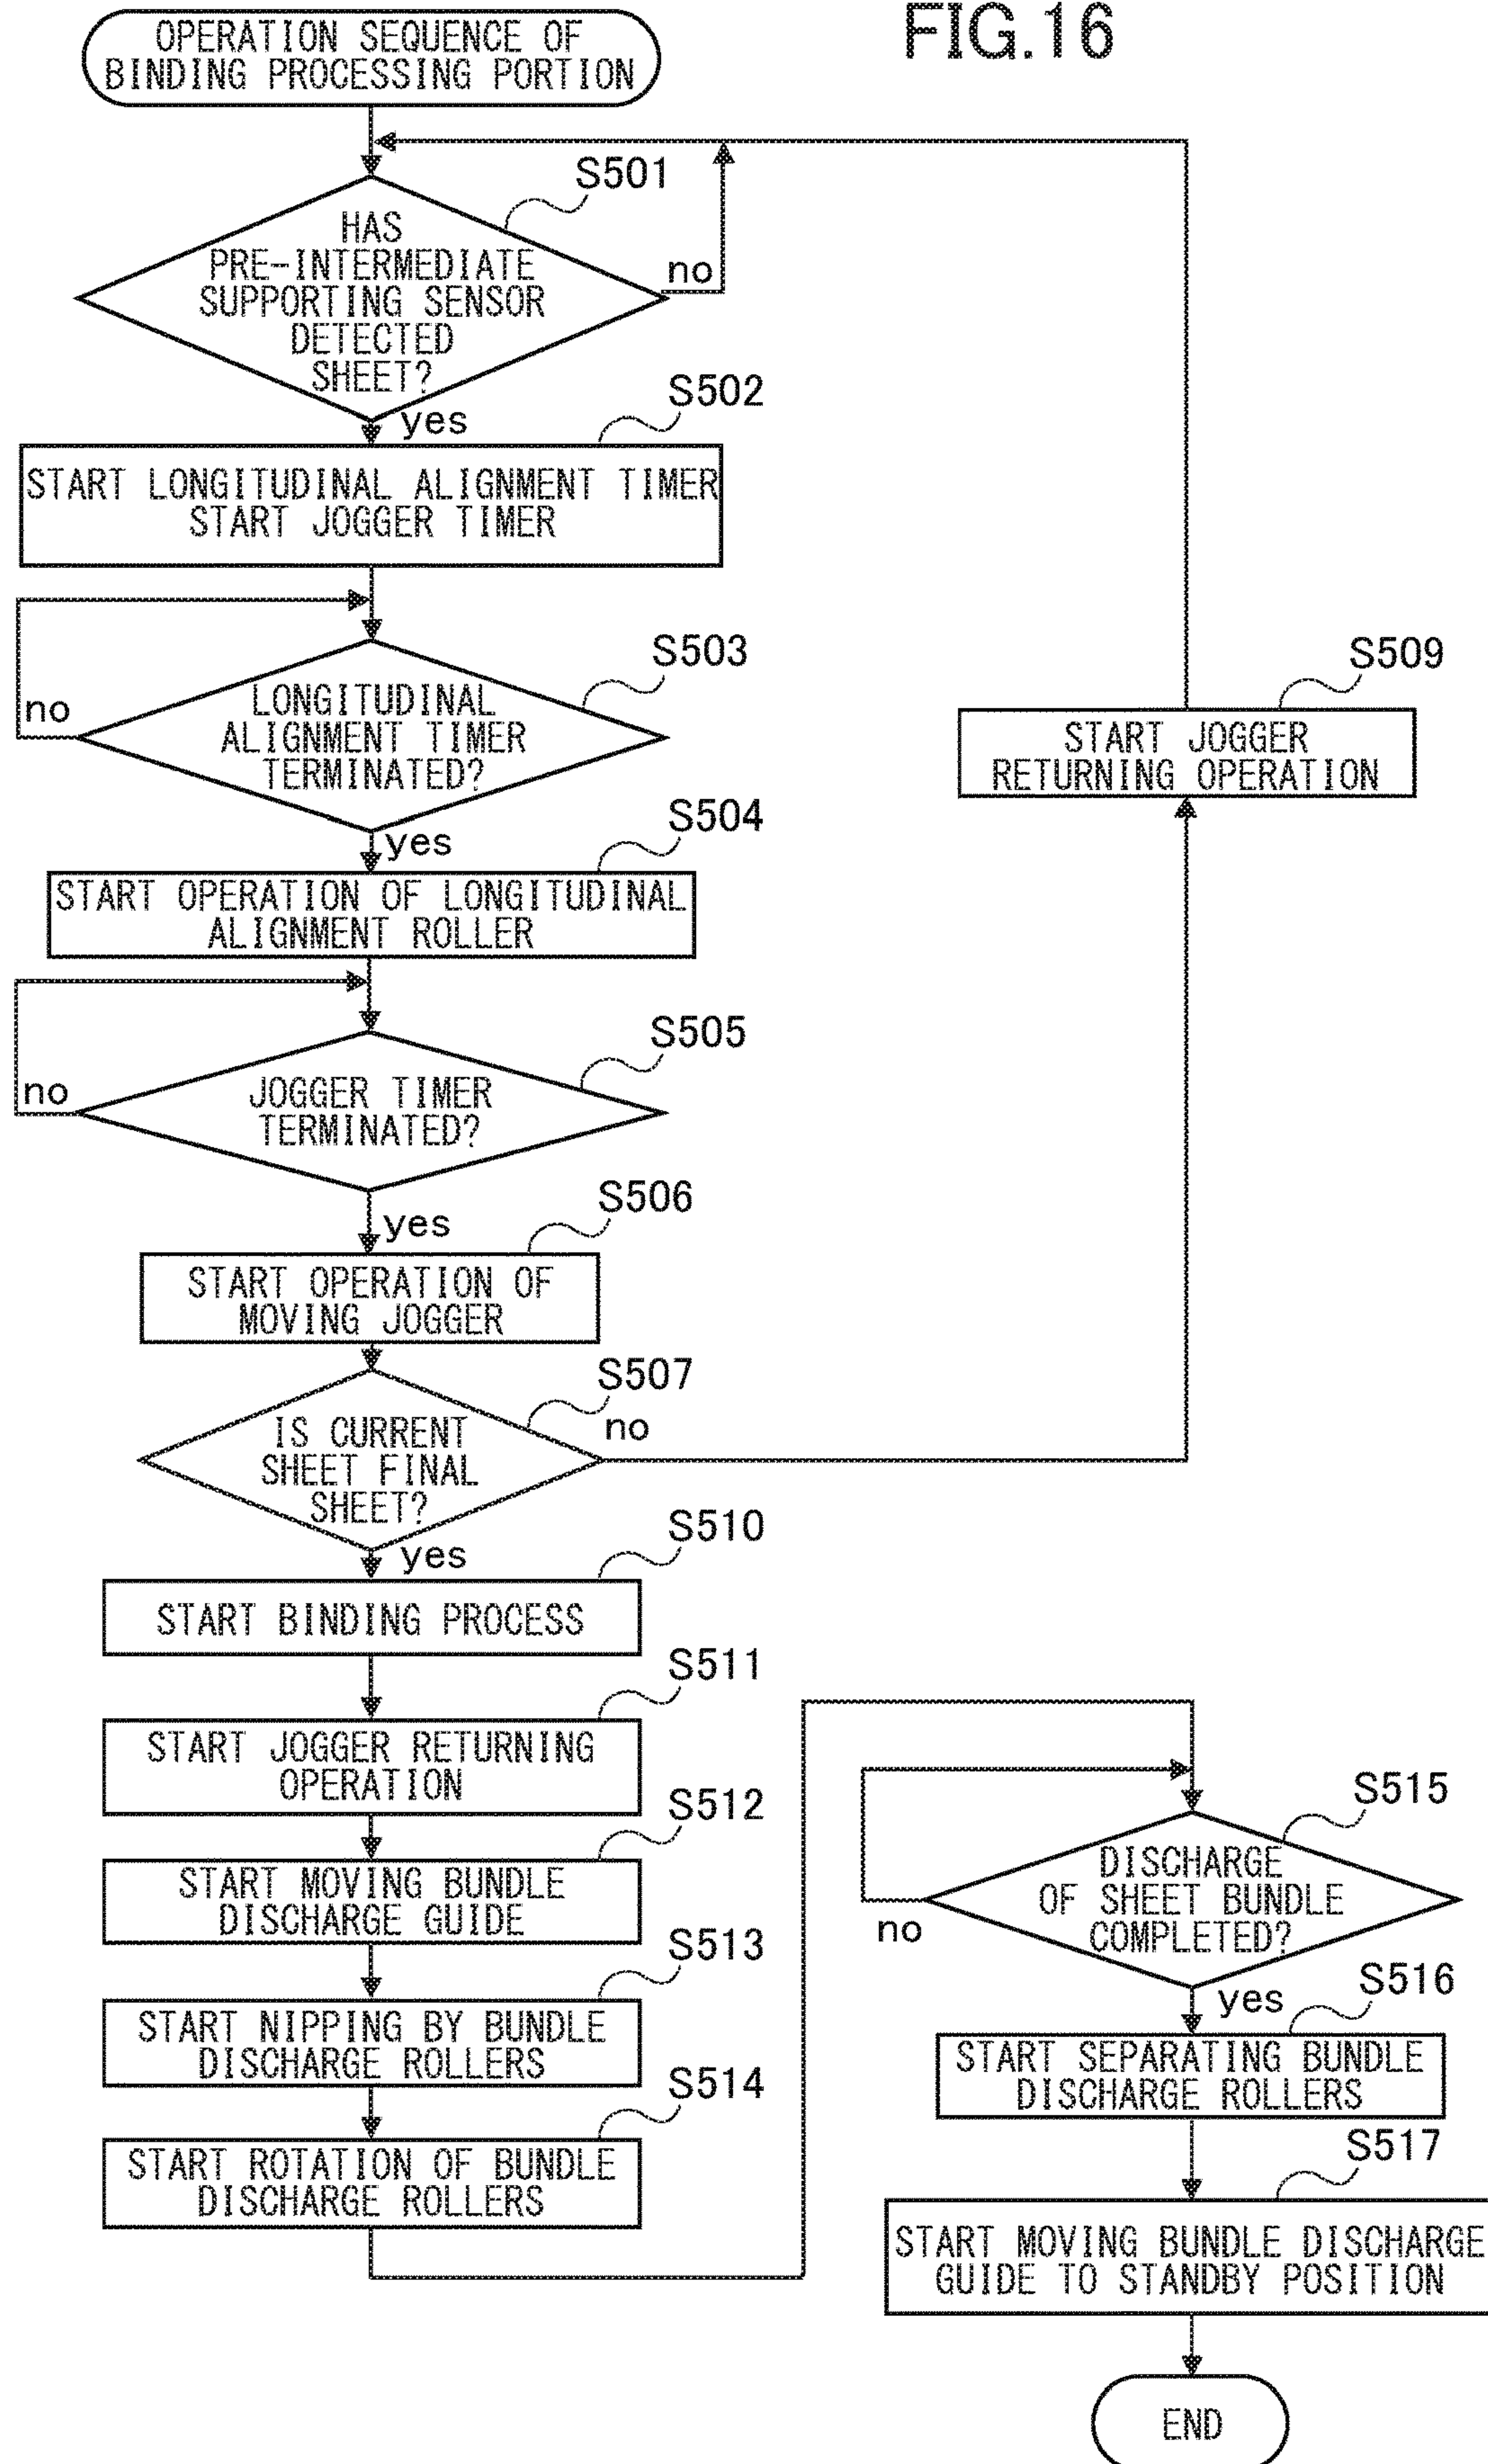 FIG.16
OPERATION SEQUENCE OF
BINDING PROCESSING PORTION
S501
HAS
PRE-INTERMEDIATE
SUPPORTING SENSOR
DETECTED
SHEET?
no
yes
S502
START LONGITUDINAL ALIGNMENT TIMER
START JOGGER TIMER
S503
LONGITUDINAL
ALIGNMENT TIMER
TERMINATED?
no
yes
S504
START OPERATION OF LONGITUDINAL
ALIGNMENT ROLLER
S505
JOGGER TIMER
TERMINATED?
no
yes
S506
START OPERATION OF
MOVING JOGGER
S507
IS CURRENT
SHEET FINAL
SHEET?
no
yes
S509
START JOGGER
RETURNING OPERATION
S510
START BINDING PROCESS
S511
START JOGGER RETURNING
OPERATION
S512
START MOVING BUNDLE
DISCHARGE GUIDE
S513
START NIPPING BY BUNDLE
DISCHARGE ROLLERS
S514
START ROTATION OF BUNDLE
DISCHARGE ROLLERS
S515
DISCHARGE
OF SHEET BUNDLE
COMPLETED?
no
yes
S516
START SEPARATING BUNDLE
DISCHARGE ROLLERS
S517
START MOVING BUNDLE DISCHARGE
GUIDE TO STANDBY POSITION
END